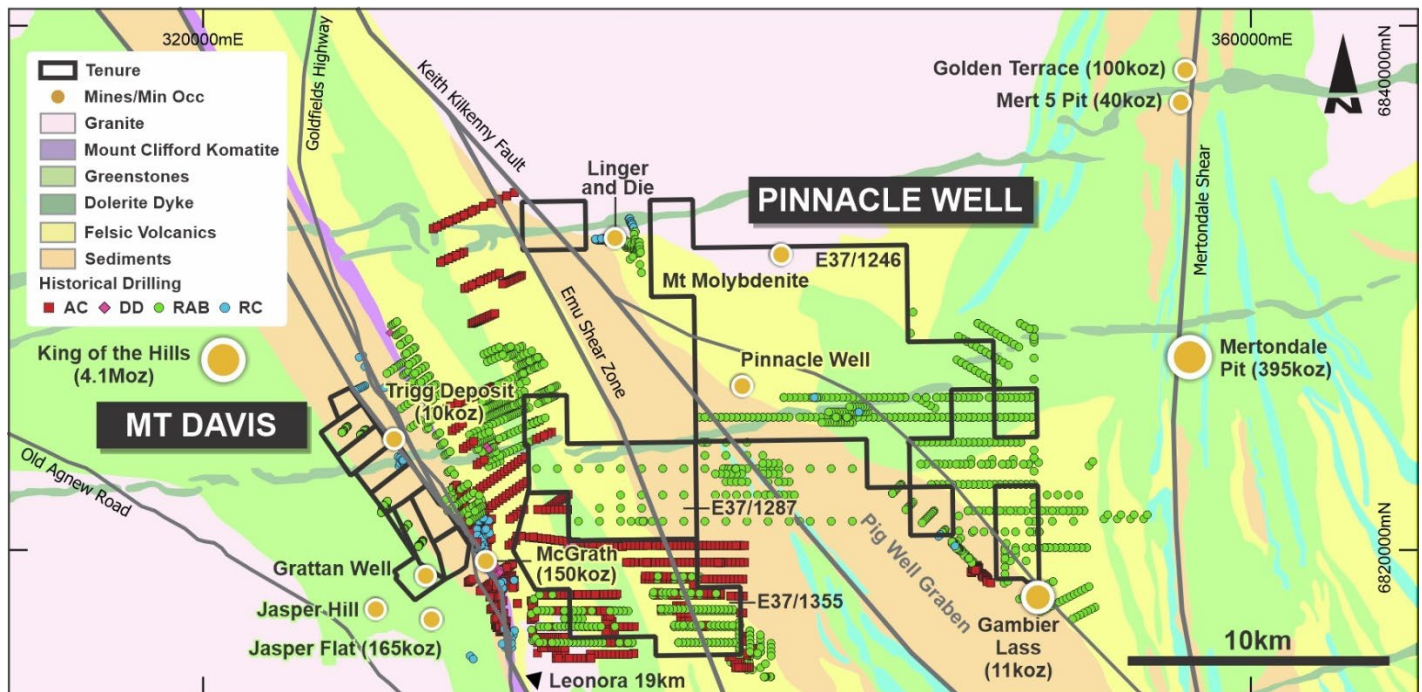 320000mE
360000mE
6840000mN
6820000mN
N
Tenure
Mines/Min Occ
Granite
Mount Clifford Komatite
Greenstones
Dolerite Dyke
Felsic Volcanics
Sediments
Historical Drilling
AC
DD
RAB
RC
Goldfields Highway
Keith Kilkenny Fault
Golden Terrace (100koz)
Mert 5 Pit (40koz)
Linger
and Die
PINNACLE WELL
Mertondale Shear
Mt Molybdenite
E37/1246
Emu Shear Zone
King of the Hills
(4.1Moz)
Pinnacle Well
Mertondale
Pit (395koz)
Trigg Deposit
(10koz)
MT DAVIS
Old Agnew Road
E37/1287
Pig Well Graben
Grattan Well
McGrath
(150koz)
Jasper Hill
Jasper Flat (165koz)
E37/1355
Gambier
Lass
(11koz)
10km
Leonora 19km